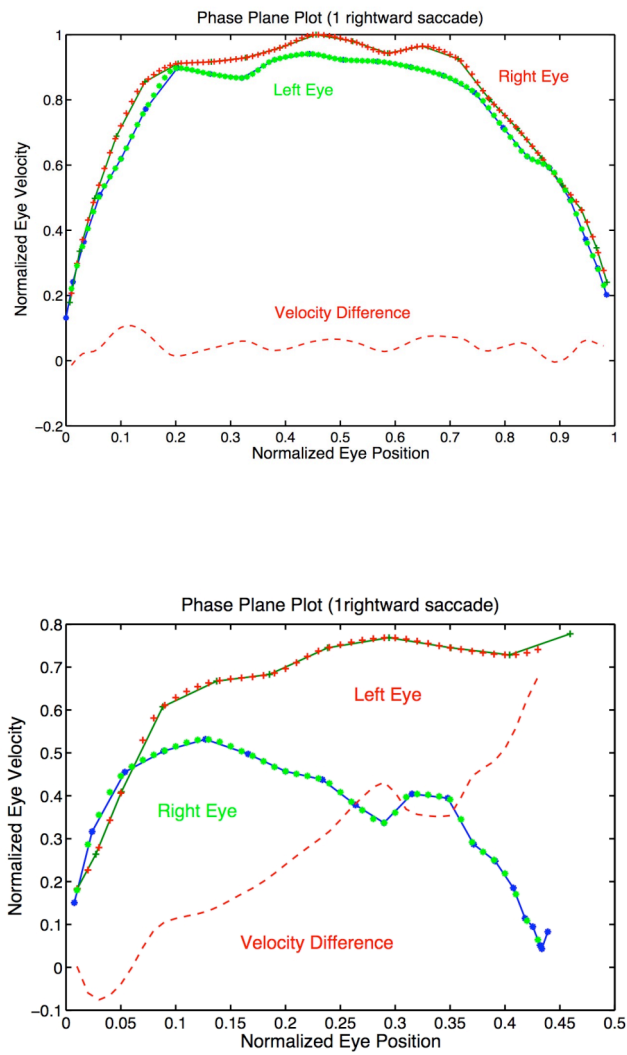 Phase Plane Plot (1 rightward saccade)
1
0.8
0.6
0.4
0.2
0
−0.2
Normalized Eye Velocity
Right Eye
Left Eye
Velocity Difference
0 0.1 0.2 0.3 0.4 0.5 0.6 0.7 0.8 0.9 1
Normalized Eye Position
Phase Plane Plot (1rightward saccade)
0.8
0.7
0.6
0.5
0.4
0.3
0.2
0.1
0
−0.1
Normalized Eye Velocity
Left Eye
Right Eye
Velocity Difference
0 0.05 0.1 0.15 0.2 0.25 0.3 0.35 0.4 0.45 0.5
Normalized Eye Position